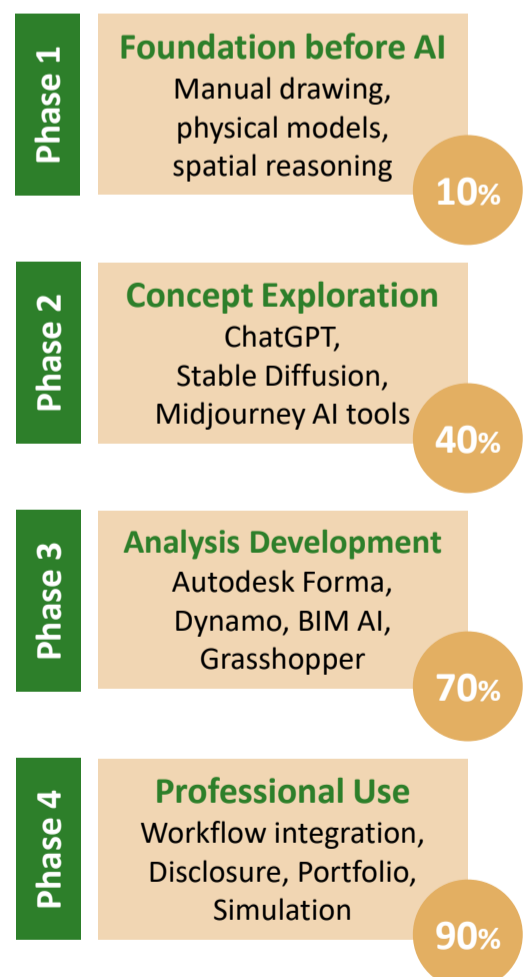 Phase 1
Foundation before AI
Manual drawing,
physical models,
spatial reasoning
10%
Phase 2
Concept Exploration
ChatGPT,
Stable Diffusion,
Midjourney AI tools
40%
Phase 3
Analysis Development
Autodesk Forma,
Dynamo, BIM AI,
Grasshopper
70%
Phase 4
Professional Use
Workflow integration,
Disclosure, Portfolio,
Simulation
90%